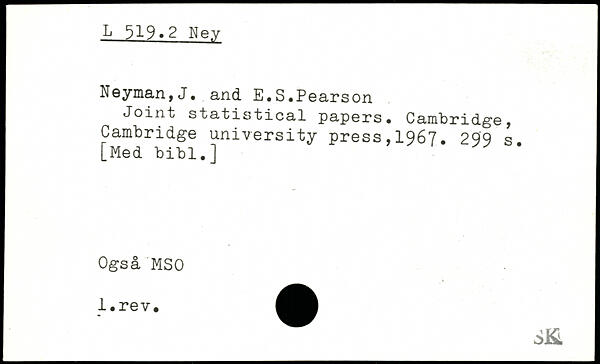 L 519.2 Ney
Neyman,J. and E.S.Pearson
Joint statistical papers. Cambridge,
Cambridge university press,1967. 299 s.
[Med bibl.]
Også MSO
1.rev.
SK